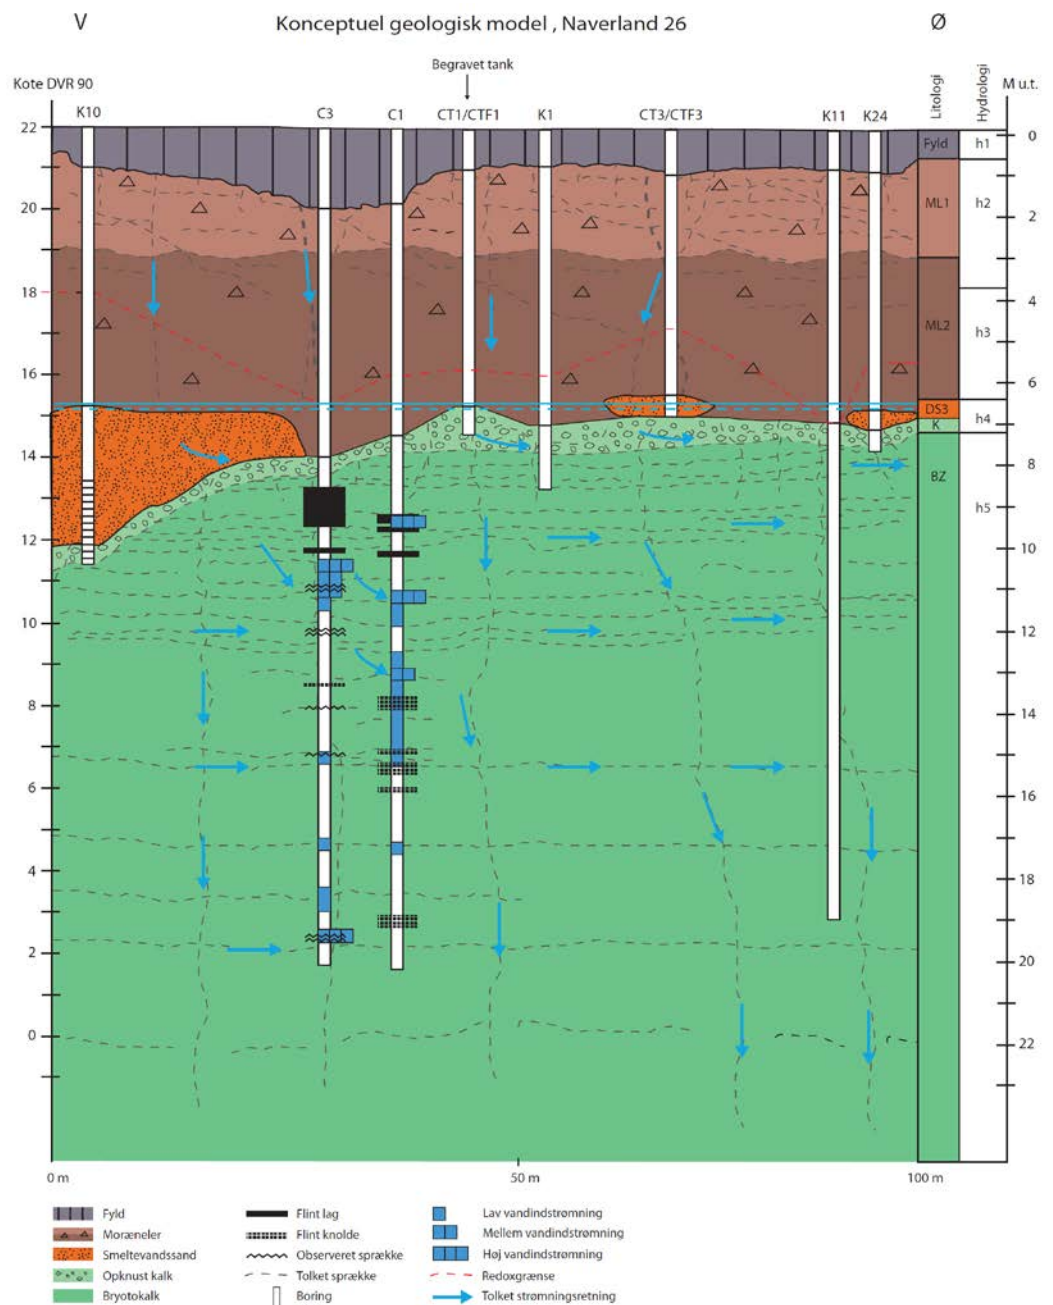 V
Konceptuel geologisk model , Naverland 26
Ø
Begravet tank
Kote DVR 90
Litologi
Hydrologi
M u.t.
K10
C3
C1
CT1/CTF1
K1
CT3/CTF3
K11
K24
22
0
Fyld
h1
20
ML1
h2
2
18
4
ML2
h3
16
6
DS3
h4
K
14
8
BZ
h5
12
10
10
12
8
14
6
16
4
18
2
20
0
22
0 m
50 m
100 m
Fyld
Flint lag
Lav vandindstrømning
Moræneler
Flint knolde
Mellem vandindstrømning
Smeltevandssand
Observeret sprække
Høj vandindstrømning
Opknust kalk
Tolket sprække
Redoxgrænse
Bryotokalk
Boring
Tolket strømningsretning